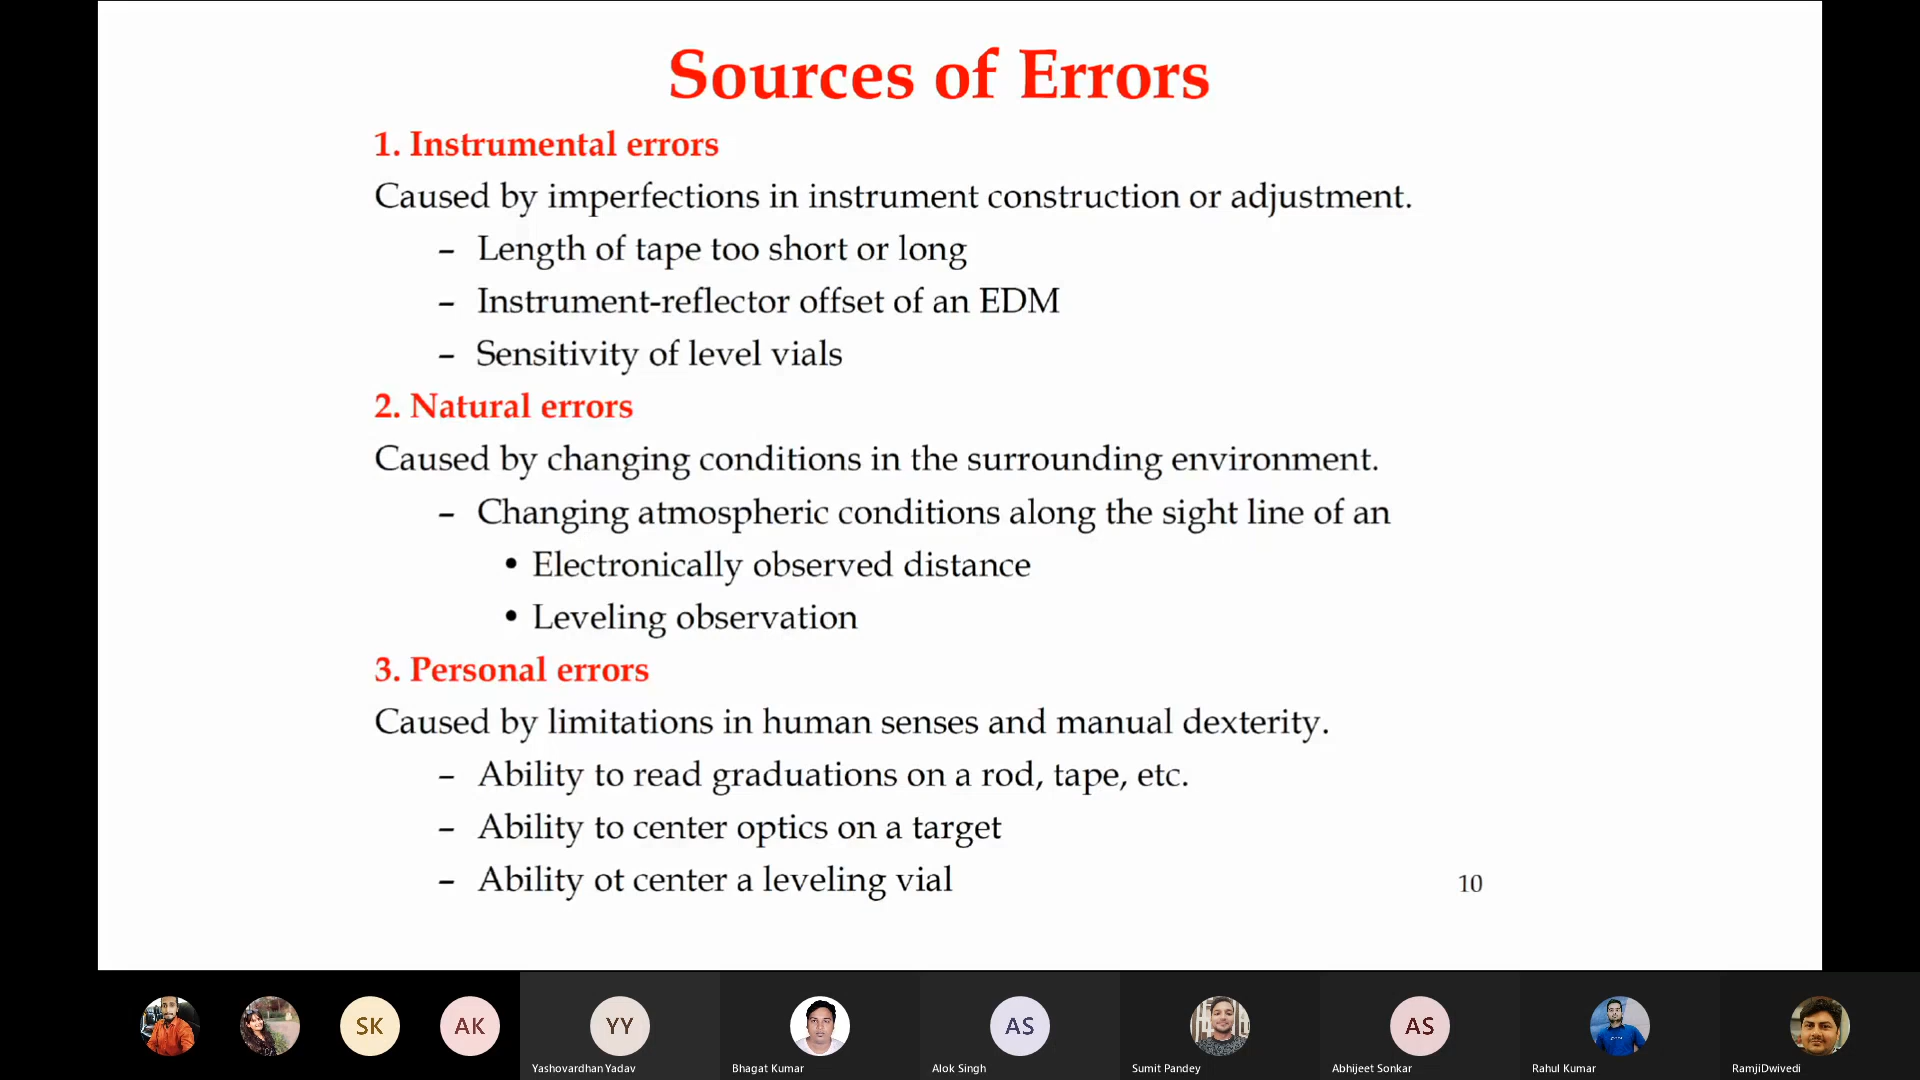 Sources of Errors
1. Instrumental errors
Caused by imperfections in instrument construction or adjustment.
– Length of tape too short or long
– Instrument-reflector offset of an EDM
– Sensitivity of level vials
2. Natural errors
Caused by changing conditions in the surrounding environment.
– Changing atmospheric conditions along the sight line of an
• Electronically observed distance
• Leveling observation
3. Personal errors
Caused by limitations in human senses and manual dexterity.
– Ability to read graduations on a rod, tape, etc.
– Ability to center optics on a target
– Ability ot center a leveling vial
10
SK AK YY AS AS
Yashovardhan Yadav Bhagat Kumar Alok Singh Sumit Pandey Abhijeet Sonkar Rahul Kumar RamjiDwivedi